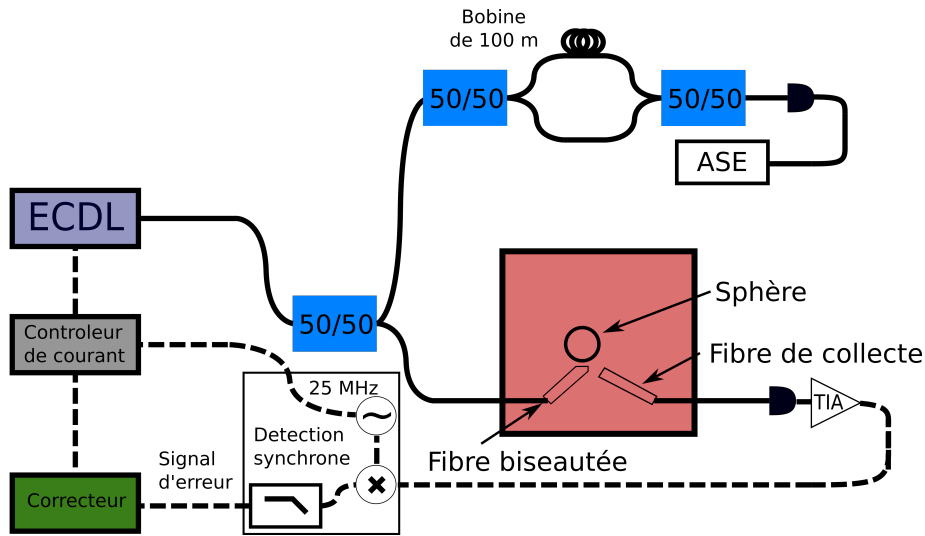 Bobine
de 100 m
50/50
50/50
ASE
ECDL
50/50
Sphère
Controleur
de courant
Fibre de collecte
25 MHz
TIA
Detection
synchrone
Signal
d'erreur
Fibre biseautée
Correcteur